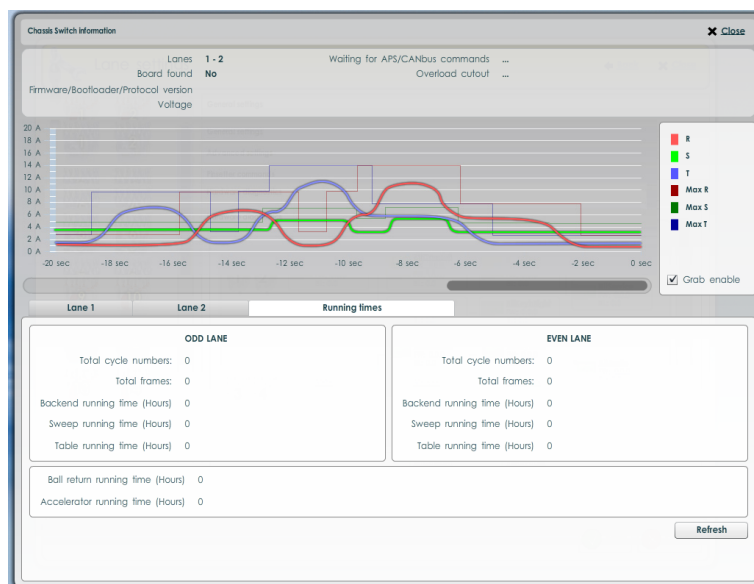 Chassis Switch information
Close
Lanes 1 - 2 Waiting for APS/CANbus commands ...
Board found No Overload cutout ...
Firmware/Bootloader/Protocol version
Voltage
20 A
18 A
16 A
14 A
12 A
10 A
8 A
6 A
4 A
2 A
0 A
-20 sec -18 sec -16 sec -14 sec -12 sec -10 sec -8 sec -6 sec -4 sec -2 sec 0 sec
R
S
T
Max R
Max S
Max T
Grab enable
Lane 1 Lane 2 Running times
ODD LANE
Total cycle numbers: 0
Total frames: 0
Backend running time (Hours) 0
Sweep running time (Hours) 0
Table running time (Hours) 0
EVEN LANE
Total cycle numbers: 0
Total frames: 0
Backend running time (Hours) 0
Sweep running time (Hours) 0
Table running time (Hours) 0
Ball return running time (Hours) 0
Accelerator running time (Hours) 0
Refresh